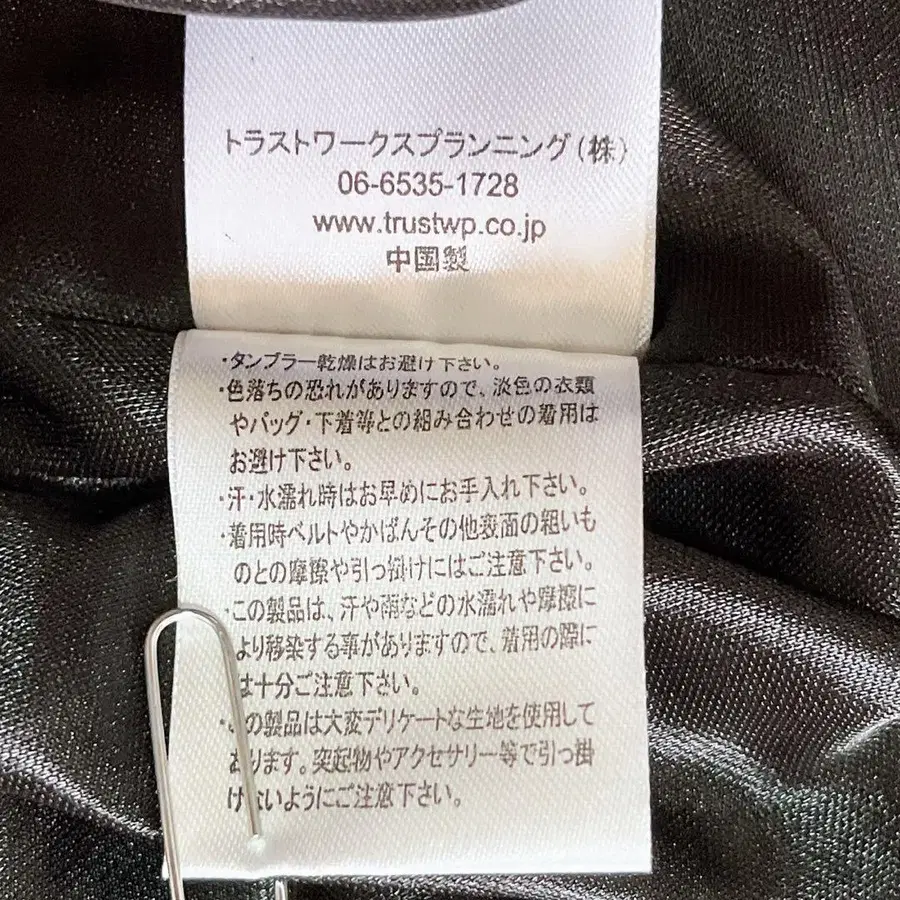 トラストワークスプランニング(株)
06-6535-1728
www.trustwp.co.jp
中国製
・タンブラー乾燥はお避け下さい。
・色落ちの恐れがありますので、淡色の衣類
やバッグ・下着等との組み合わせの着用は
お避け下さい。
・汗・水濡れ時はお早めにお手入れ下さい。
・着用時ベルトやかばんその他表面の粗いも
のとの摩擦や引っ掛けにはご注意下さい。
・この製品は、汗や雨などの水濡れや摩擦に
より移染する事がありますので、着用の際に
は十分ご注意下さい。
・この製品は大変デリケートな生地を使用して
おります。突起物やアクセサリー等で引っ掛
けないようにご注意下さい。